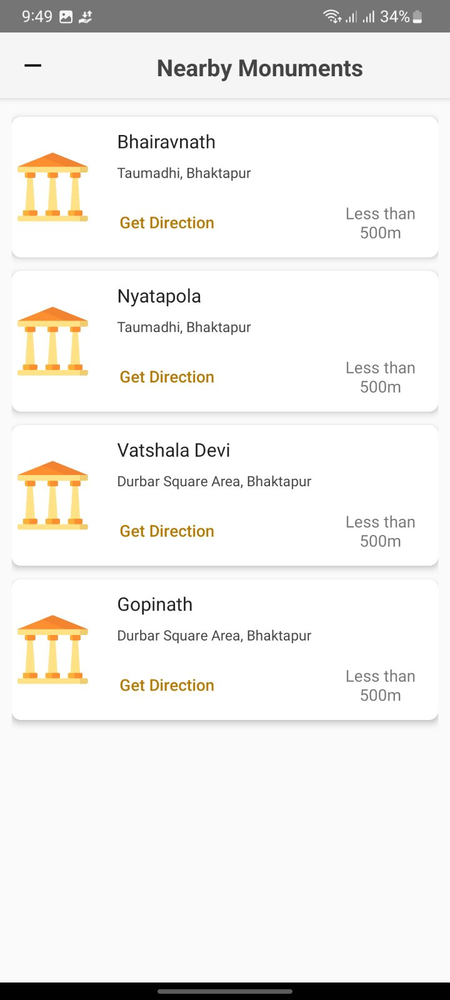 9:49 34%
Nearby Monuments
Bhairavnath
Taumadhi, Bhaktapur
Get Direction
Less than
500m
Nyatapola
Taumadhi, Bhaktapur
Get Direction
Less than
500m
Vatshala Devi
Durbar Square Area, Bhaktapur
Get Direction
Less than
500m
Gopinath
Durbar Square Area, Bhaktapur
Get Direction
Less than
500m